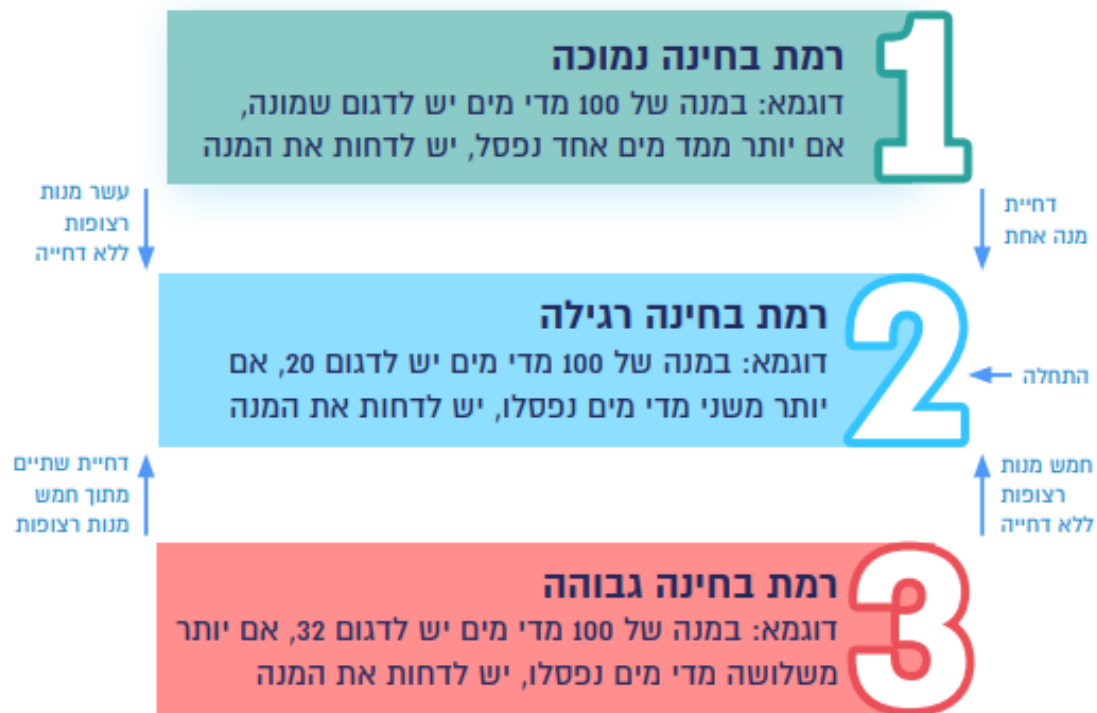 1
רמת בחינה נמוכה
דוגמא: במנה של 100 מדי מים יש לדגום שמונה,
אם יותר ממד מים אחד נפסל, יש לדחות את המנה
דחיית
מנה אחת
עשר מנות
רצופות
ללא דחייה
2
רמת בחינה רגילה
דוגמא: במנה של 100 מדי מים יש לדגום 20, אם
יותר משני מדי מים נפסלו, יש לדחות את המנה
התחלה
חמש מנות
רצופות
ללא דחייה
דחיית שתיים
מתוך חמש
מנות רצופות
3
רמת בחינה גבוהה
דוגמא: במנה של 100 מדי מים יש לדגום 32, אם יותר
משלושה מדי מים נפסלו, יש לדחות את המנה